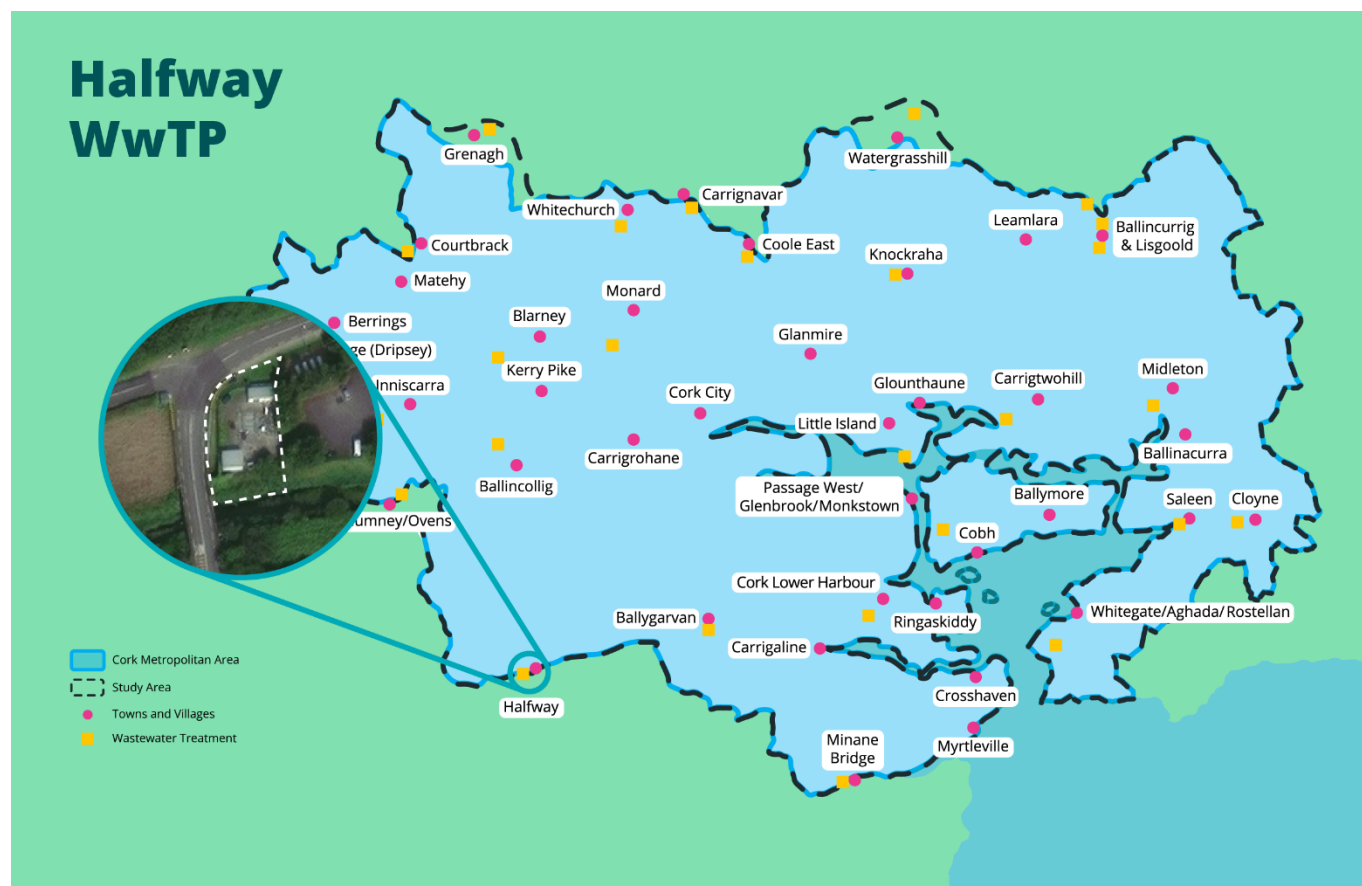 Halfway
WwTP
Grenagh
Watergrasshill
Carrignavar
Whitechurch
Courtbrack
Coole East
Leamlara
Ballincurrig
& Lisgoold
Knockraha
Matehy
Monard
Berrings
Blarney
Glanmire
(Dripsey)
Kerry Pike
Inniscarra
Cork City
Glounthaune
Carrigtwohill
Midleton
Little Island
Carrigrohane
Ballinacurra
Ballincollig
Passage West/
Glenbrook/Monkstown
Ballymore
Saleen
Cloyne
/Ovens
Cobh
Cork Lower Harbour
Ringaskiddy
Whitegate/Aghada/Rostellan
Ballygarvan
Carrigaline
Crosshaven
Halfway
Myrtleville
Minane
Bridge
Cork Metropolitan Area
Study Area
Towns and Villages
Wastewater Treatment